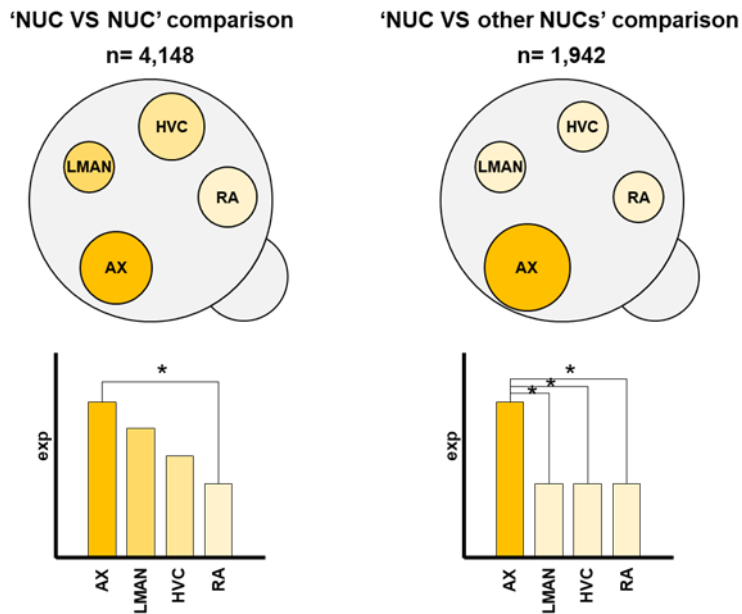 ‘NUC VS NUC’ comparison
n= 4,148
HVC
LMAN
RA
AX
*
exp
AX
LMAN
HVC
RA
‘NUC VS other NUCs’ comparison
n= 1,942
HVC
LMAN
RA
AX
*
*
*
exp
AX
LMAN
HVC
RA